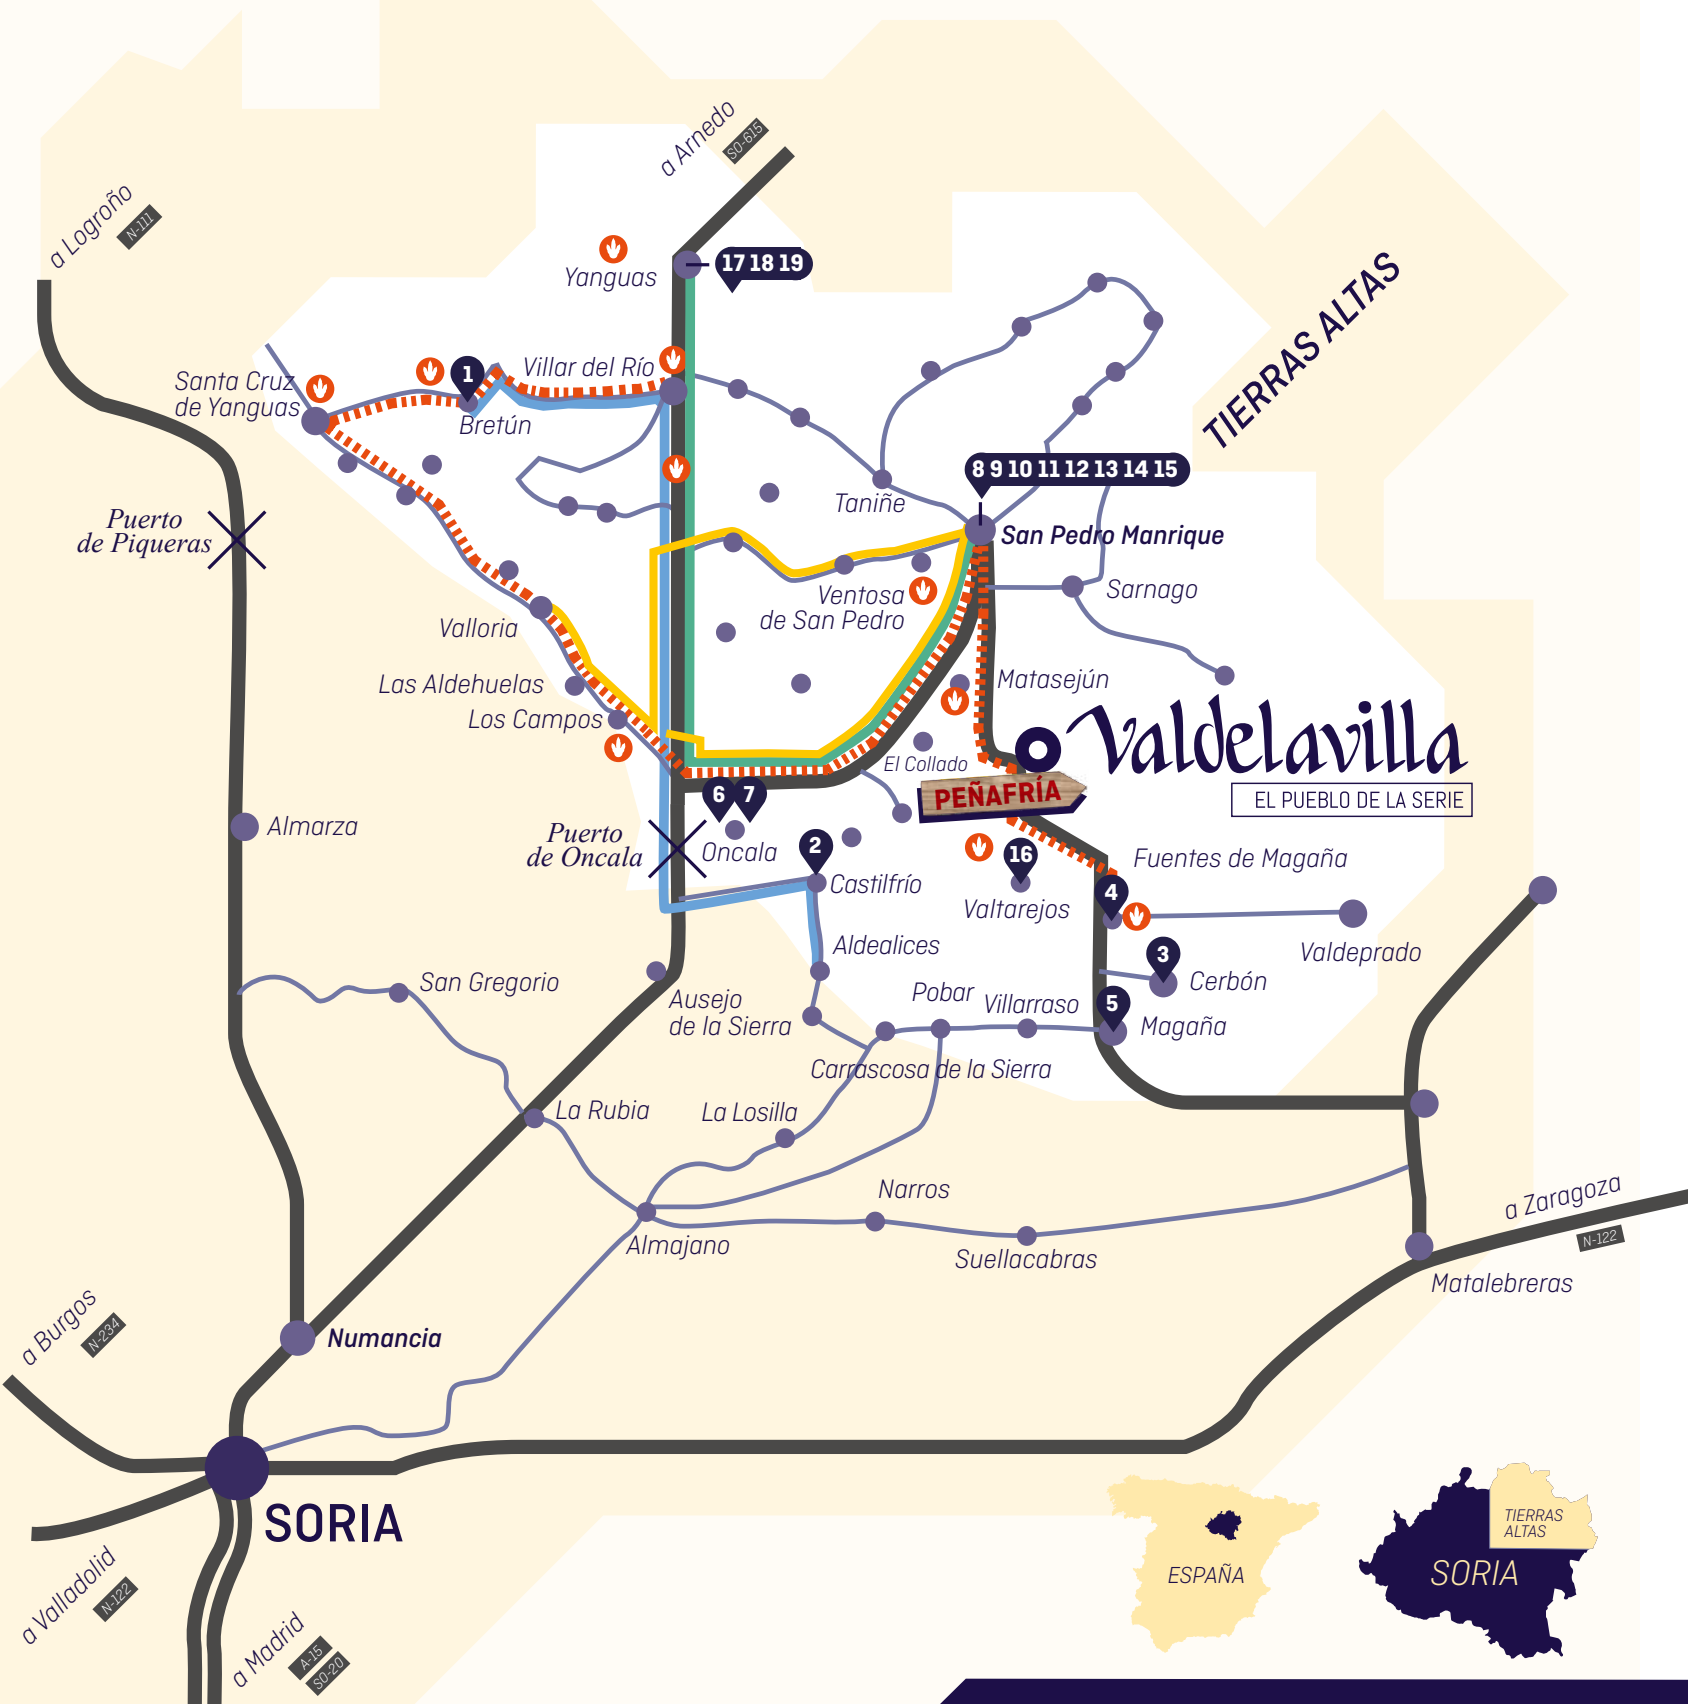 a Arnedo
SO-615
a Logroño
N-111
Yanguas
17 18 19
TIERRAS ALTAS
Santa Cruz
de Yanguas
1
Villar del Río
Bretún
8 9 10 11 12 13 14 15
Taniñe
San Pedro Manrique
Puerto
de Piqueras
Ventosa
de San Pedro
Sarnago
Valloria
Las Aldehuelas
Los Campos
Matasejún
Valdelavilla
EL PUEBLO DE LA SERIE
El Collado
PEÑAFRÍA
6
7
Almarza
Puerto
de Oncala
Oncala
2
Castilfrío
16
Valtarejos
Fuentes de Magaña
4
Valdeprado
Aldealices
3
Cerbón
San Gregorio
Ausejo
de la Sierra
Pobar
Villarraso
5
Magaña
Carrascosa de la Sierra
La Rubia
La Losilla
Narros
a Zaragoza
N-122
Almajano
Suellacabras
Matalebreras
a Burgos
N-234
Numancia
SORIA
a Valladolid
N-122
a Madrid
A-15
SO-20
ESPAÑA
TIERRAS
ALTAS
SORIA